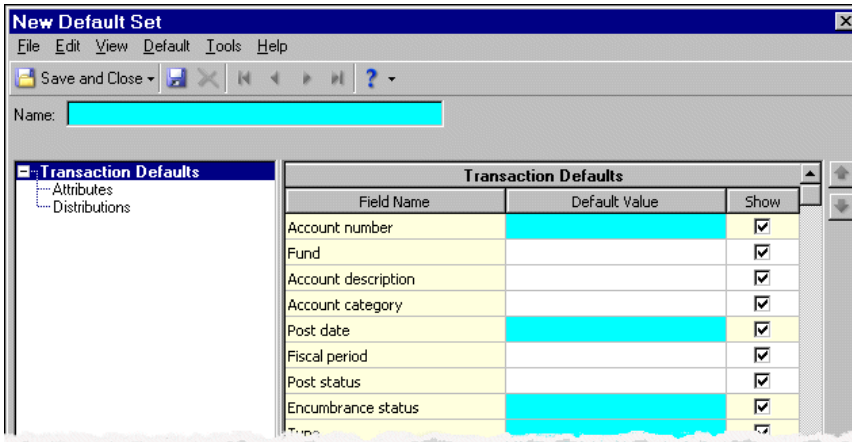 New Default Set
File Edit View Default Tools Help
Save and Close
Name:
Transaction Defaults
Attributes
Distributions
Transaction Defaults
Field Name Default Value Show
Account number
Fund
Account description
Account category
Post date
Fiscal period
Post status
Encumbrance status
Type